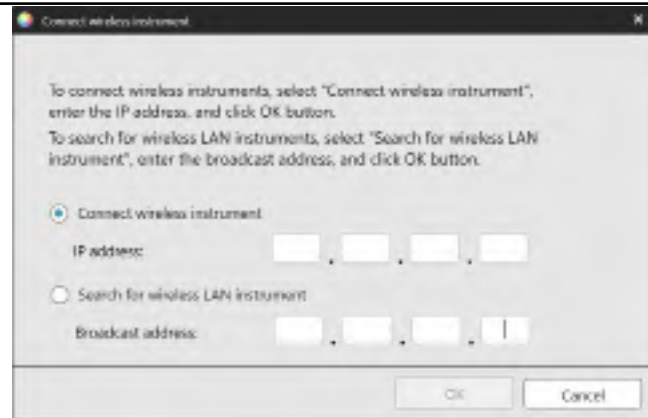 Connect wireless instrument
To connect wireless instruments, select "Connect wireless instrument",
enter the IP address, and click OK button.
To search for wireless LAN instruments, select "Search for wireless LAN
instrument", enter the broadcast address, and click OK button.
Connect wireless instrument
IP address:
. . .
Search for wireless LAN instrument
Broadcast address:
. . .
OK Cancel